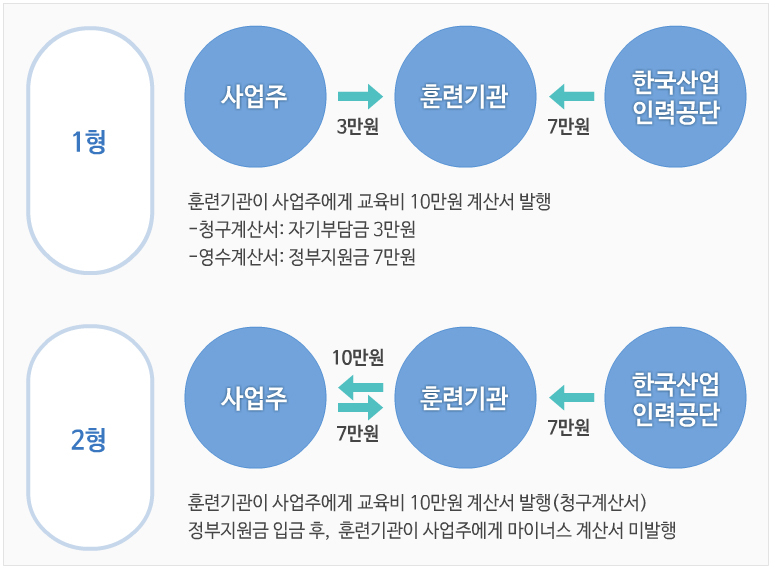 1형
사업주
3만원
훈련기관
7만원
한국산업
인력공단
훈련기관이 사업주에게 교육비 10만원 계산서 발행
-청구계산서: 자기부담금 3만원
-영수계산서: 정부지원금 7만원
2형
사업주
10만원
7만원
훈련기관
7만원
한국산업
인력공단
훈련기관이 사업주에게 교육비 10만원 계산서 발행(청구계산서)
정부지원금 입금 후, 훈련기관이 사업주에게 마이너스 계산서 미발행